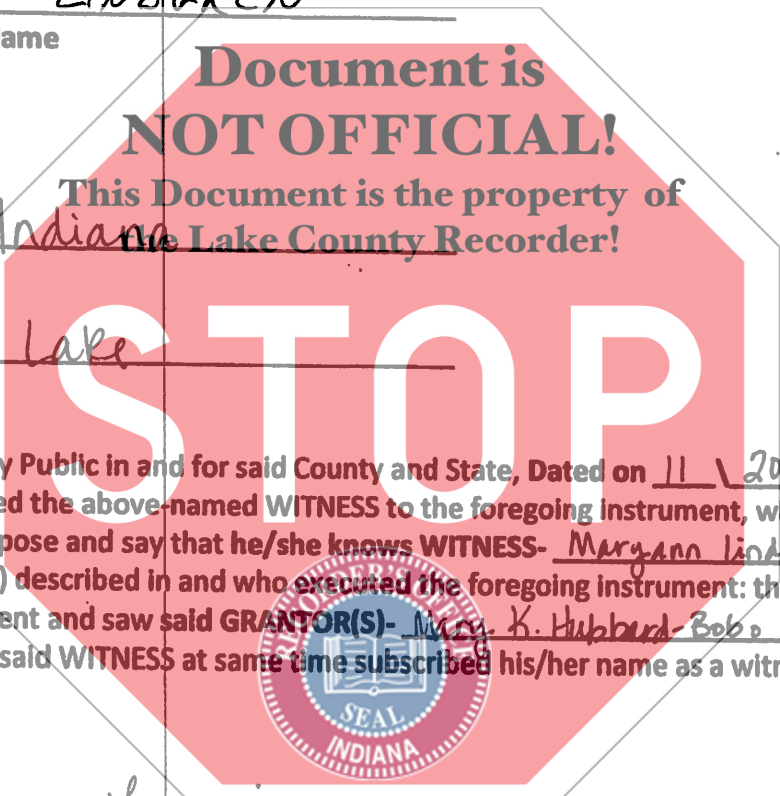 ame
Document is
NOT OFFICIAL!
This Document is the property of
the Lake County Recorder!
Indiana
Lake
STOP
y Public in and for said County and State, Dated on 11 \ 20
ed the above-named WITNESS to the foregoing instrument, w
pose and say that he/she knows WITNESS- Maryann lind
) described in and who executed the foregoing instrument: th
ent and saw said GRANTOR(S)- Mary K. Hubbard-Bobo
said WITNESS at same time subscribed his/her name as a witn
RECORDER'S OFFICE
SEAL
INDIANA